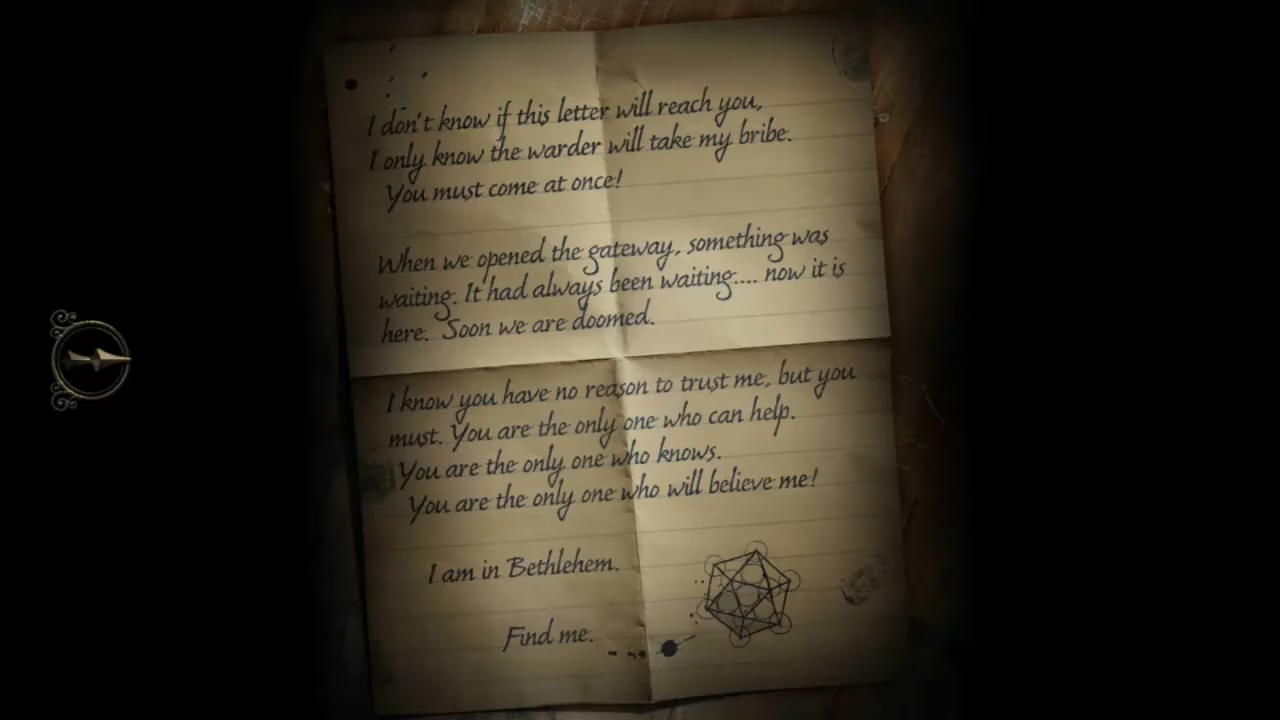 I don't know if this letter will reach you,
I only know the warder will take my bribe.
You must come at once!
When we opened the gateway, something was
waiting. It had always been waiting.... now it is
here. Soon we are doomed.
I know you have no reason to trust me, but you
must. You are the only one who can help.
You are the only one who knows.
You are the only one who will believe me!
I am in Bethlehem.
Find me.